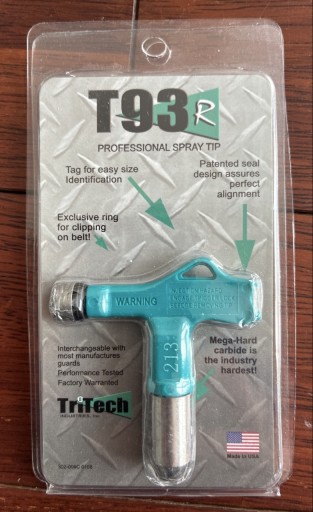 T93R
PROFESSIONAL SPRAY TIP
Tag for easy size
Identification
Patented seal
design assures
perfect
alignment
Exclusive ring
for clipping
on belt!
WARNING
213
Interchangeable with
most manufactures
guards
Performance Tested
Factory Warranted
Mega-Hard
carbide is
the industry
hardest!
TriTech
INDUSTRIES, Inc.
Made in USA